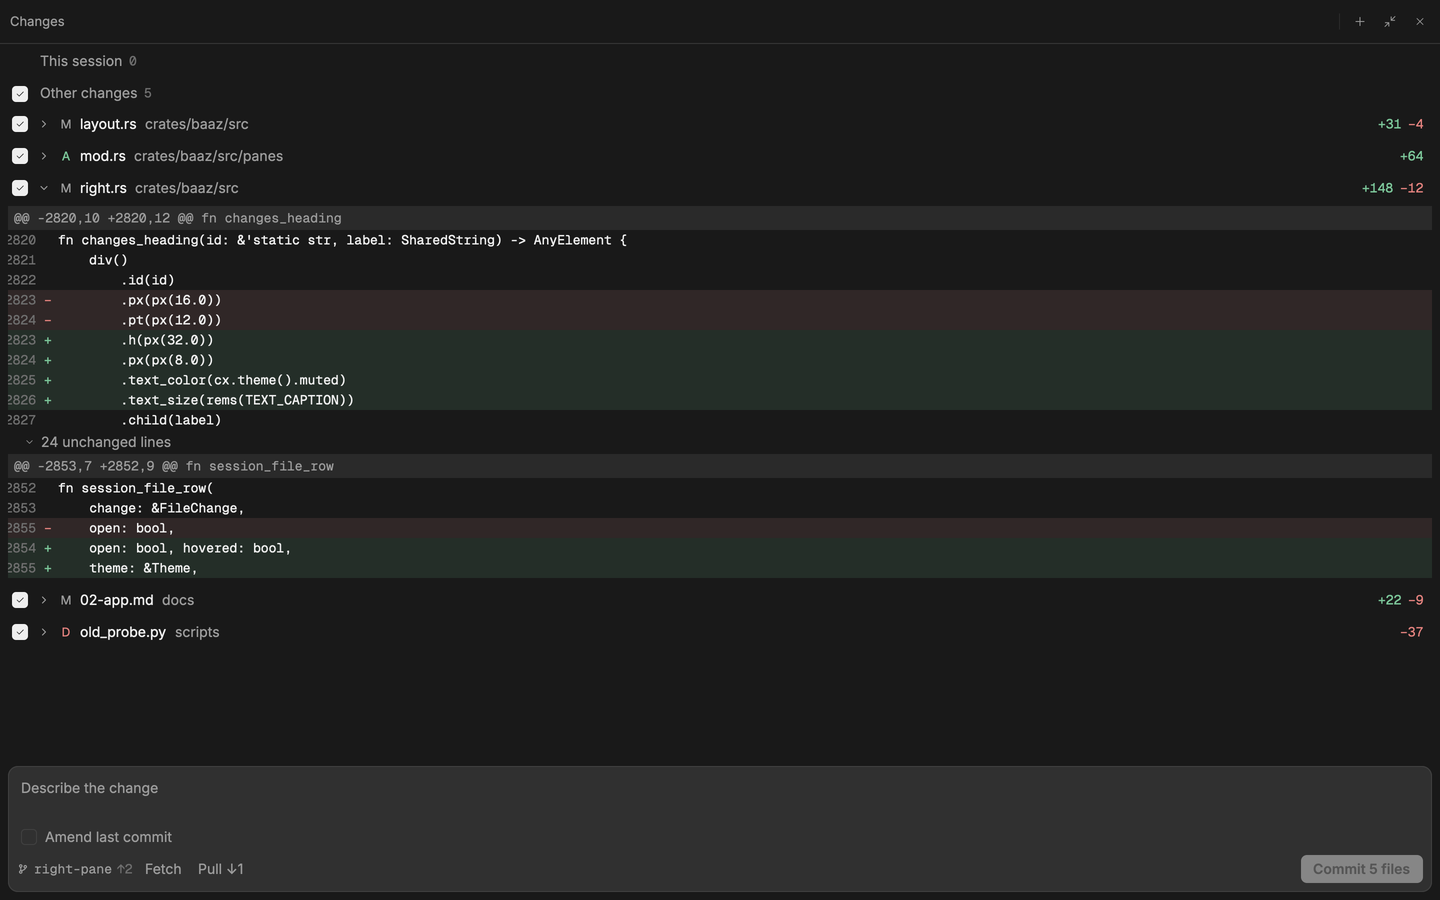 Changes
This session 0
Other changes 5
M layout.rs crates/baaz/src +31 −4
A mod.rs crates/baaz/src/panes +64
M right.rs crates/baaz/src +148 −12
@@ -2820,10 +2820,12 @@ fn changes_heading
2820 fn changes_heading(id: &'static str, label: SharedString) -> AnyElement {
2821 div()
2822 .id(id)
2823 − .px(px(16.0))
2824 − .pt(px(12.0))
2823 + .h(px(32.0))
2824 + .px(px(8.0))
2825 + .text_color(cx.theme().muted)
2826 + .text_size(rems(TEXT_CAPTION))
2827 .child(label)
24 unchanged lines
@@ -2853,7 +2852,9 @@ fn session_file_row
2852 fn session_file_row(
2853 change: &FileChange,
2855 − open: bool,
2854 + open: bool, hovered: bool,
2855 + theme: &Theme,
M 02-app.md docs +22 −9
D old_probe.py scripts −37
Describe the change
Amend last commit
right-pane ↑2 Fetch Pull ↓1
Commit 5 files